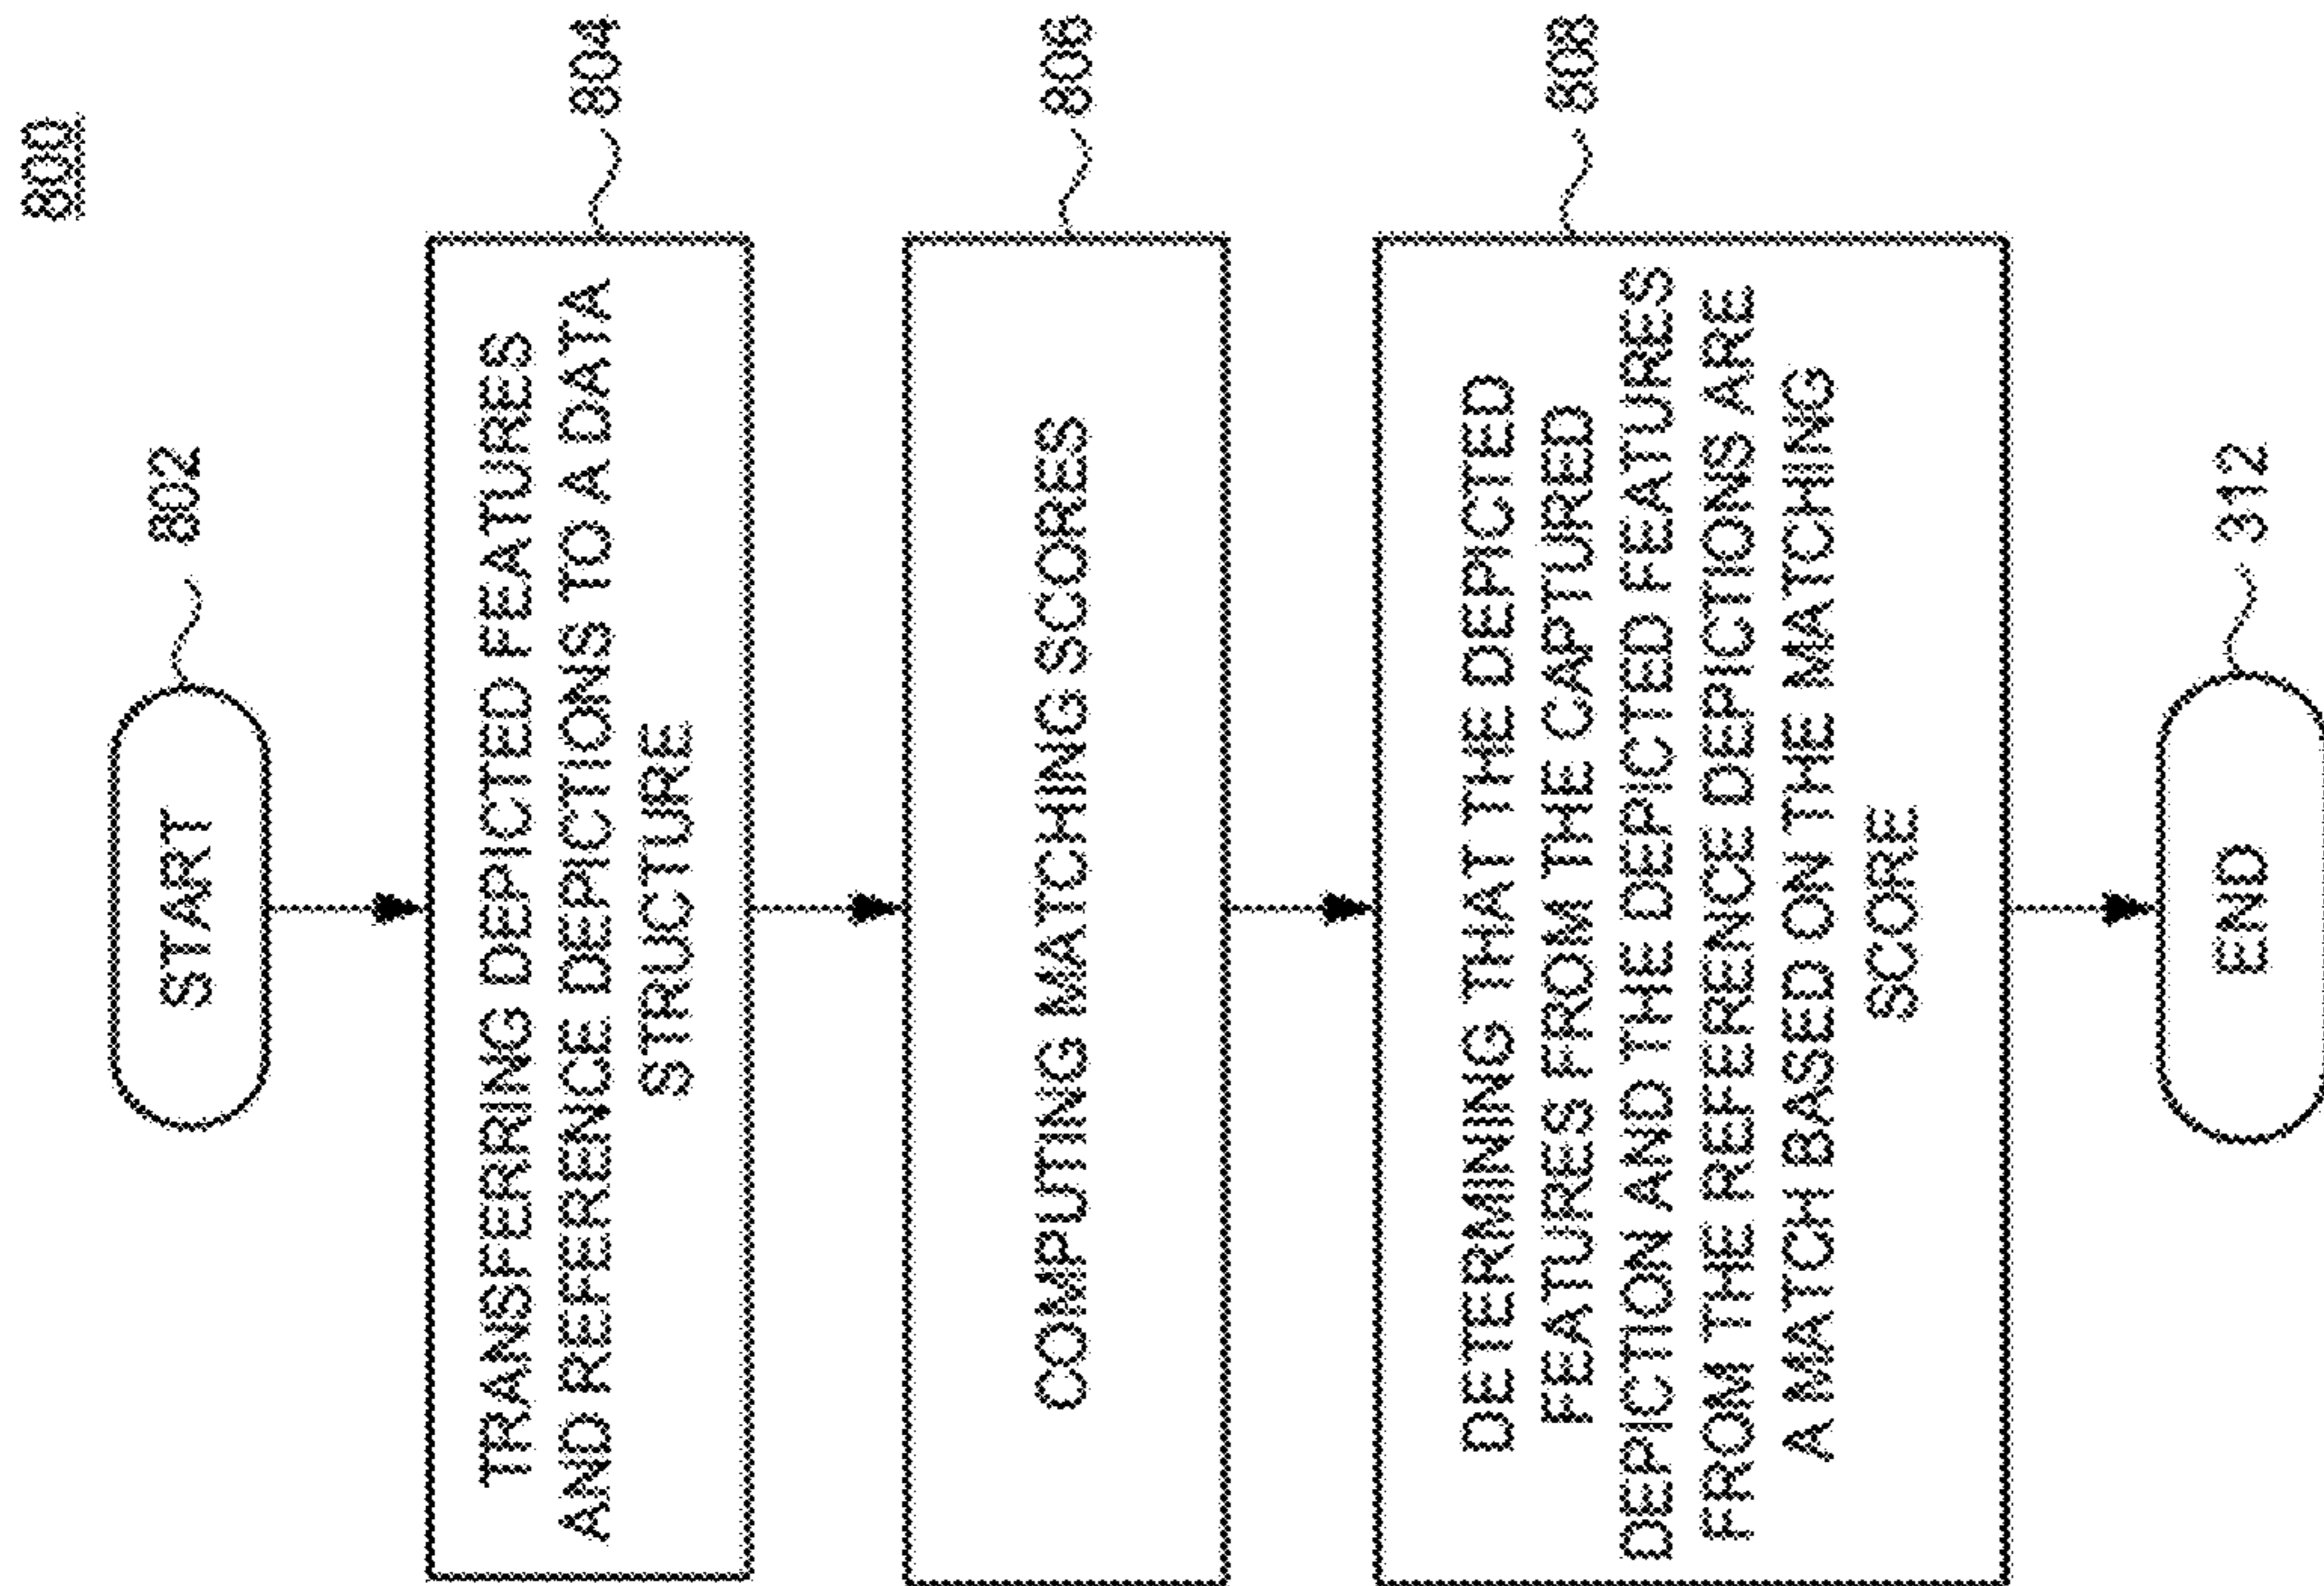 800
START
802
TRANSFERRING DEPICTED FEATURES
AND REFERENCE DEPICTIONS TO A DATA
STRUCTURE
804
COMPUTING MATCHING SCORES
806
DETERMINING THAT THE DEPICTED
FEATURES FROM THE CAPTURED
DEPICTION AND THE DEPICTED FEATURES
FROM THE REFERENCE DEPICTIONS ARE
A MATCH BASED ON THE MATCHING
SCORE
808
END
312